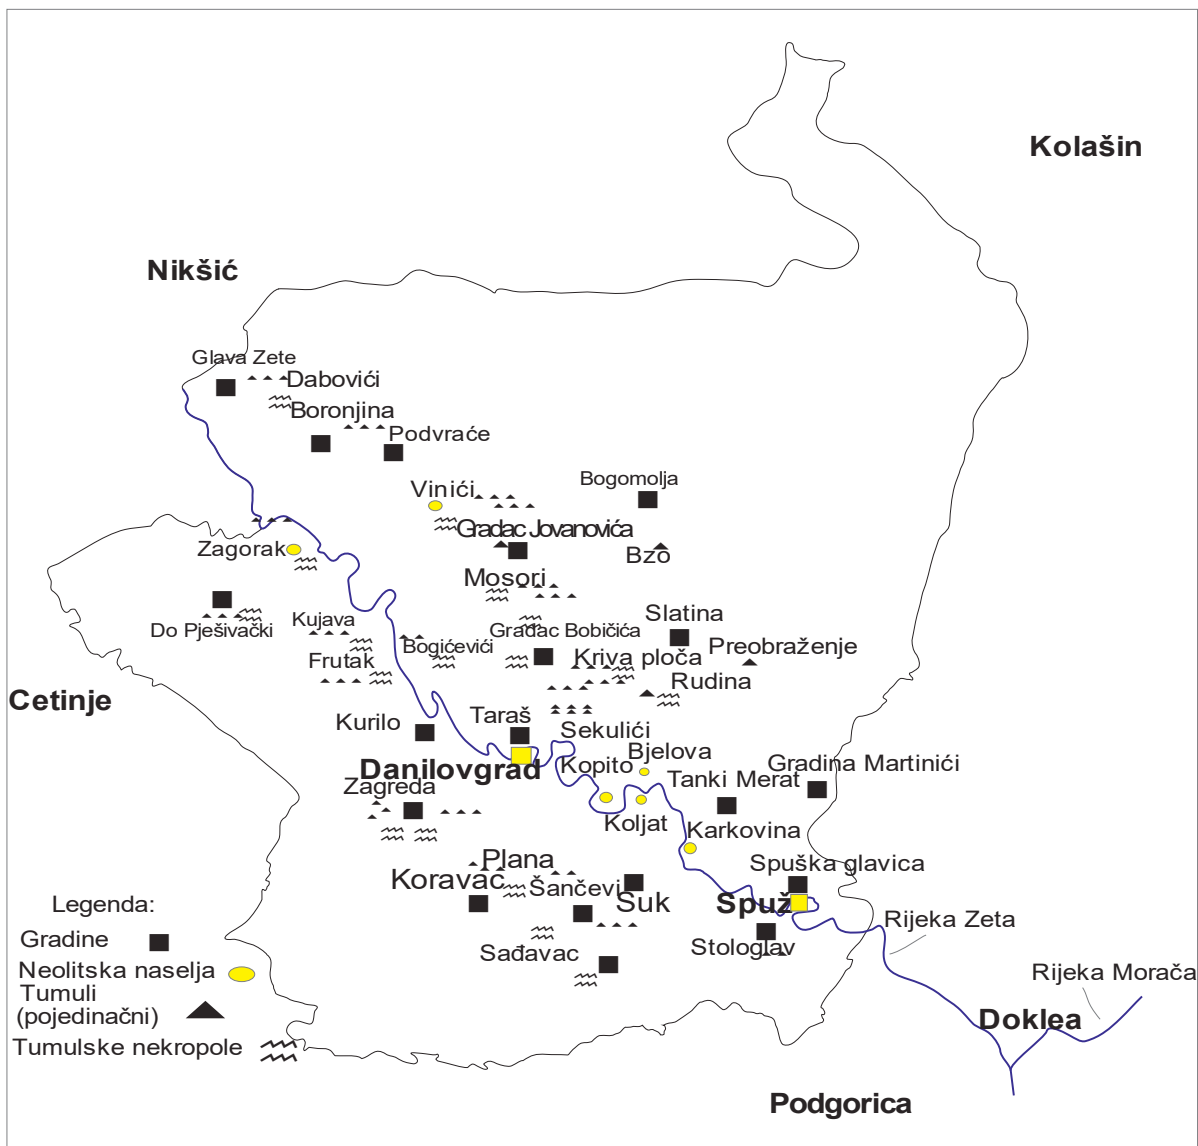 Kolašin
Nikšić
Glava Zete
Dabovići
Boronjina
Podvraće
Bogomolja
Vinići
Gradac Jovanovića
Zagorak
Bzo
Mosori
Slatina
Kujava
Do Pješivački
Gradac Bobičića
Bogićevići
Preobraženje
Kriva ploča
Frutak
Rudina
Cetinje
Taraš
Kurilo
Sekulići
Bjelova
Gradina Martinići
Kopito
Danilovgrad
Tanki Merat
Zagreda
Koljat
Karkovina
Plana
Spuška glavica
Koravac
Šančevi
Suk
Spuž
Legenda:
Rijeka Zeta
Gradine
Stologlav
Sađavac
Neolitska naselja
Rijeka Morača
Tumuli
(pojedinačni)
Doklea
Tumulske nekropole
Podgorica